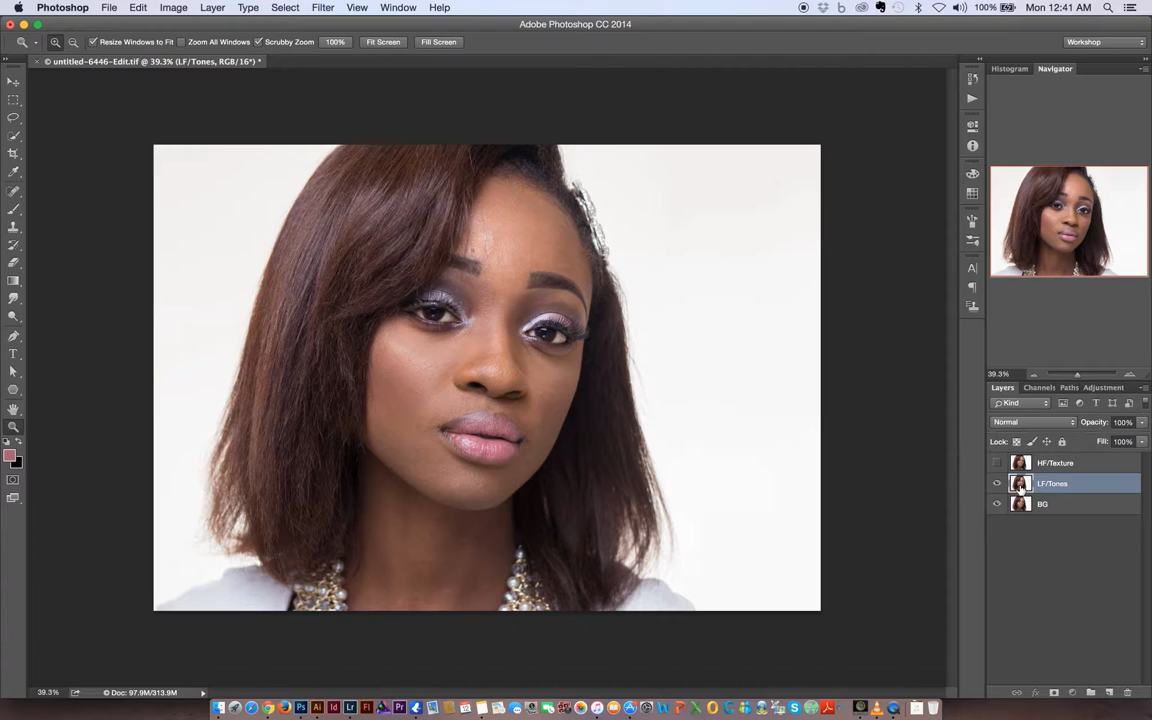 Photoshop File Edit Image Layer Type Select Filter View Window Help 100% Mon 12:41 AM
Adobe Photoshop CC 2014
Resize Windows to Fit Zoom All Windows Scrubby Zoom 100% Fit Screen Fill Screen Workshop
× © untitled-6446-Edit.tif @ 39.3% (LF/Tones, RGB/16*) *
Histogram Navigator
39.3%
Layers Channels Paths Adjustment
Kind
Normal Opacity: 100%
Lock: Fill: 100%
HF/Texture
LF/Tones
BG
39.3% © Doc: 97.9M/313.9M